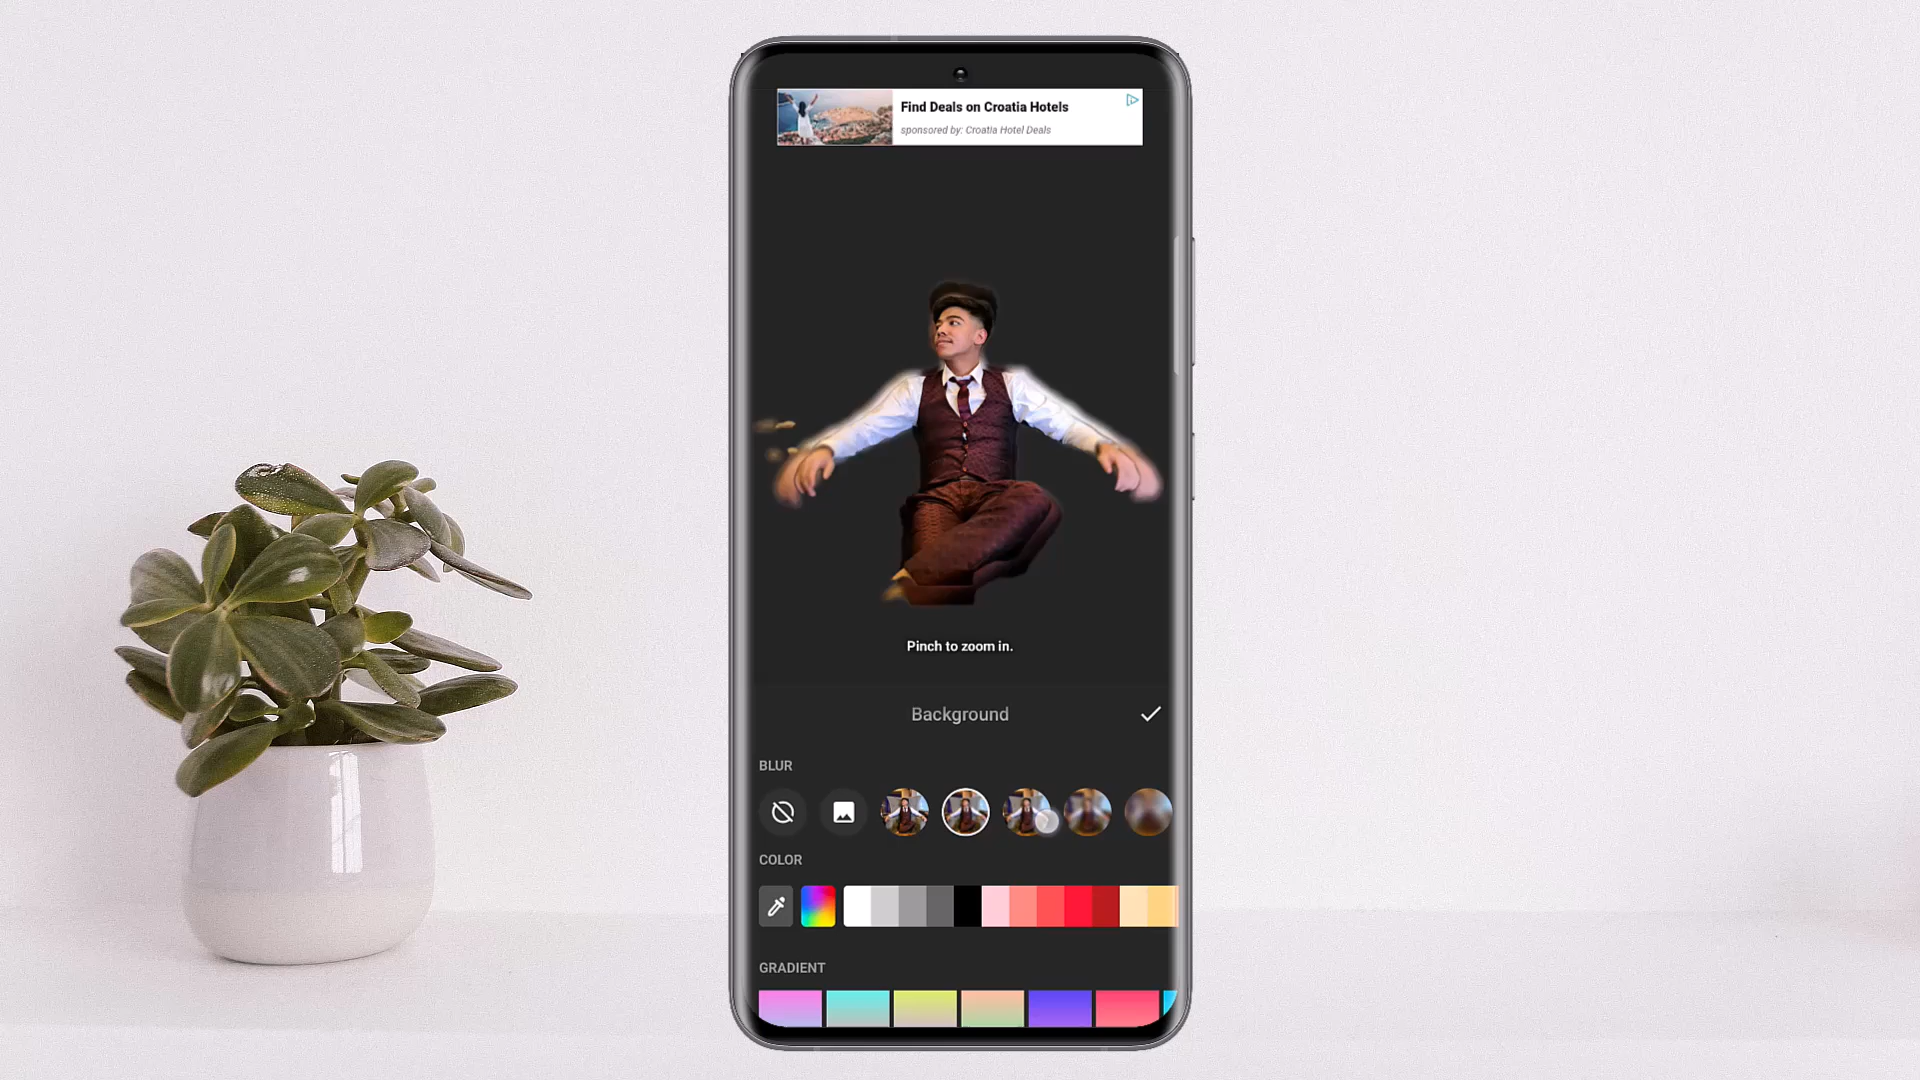 Find Deals on Croatia Hotels
sponsored by: Croatia Hotel Deals
Pinch to zoom in.
Background
BLUR
COLOR
GRADIENT